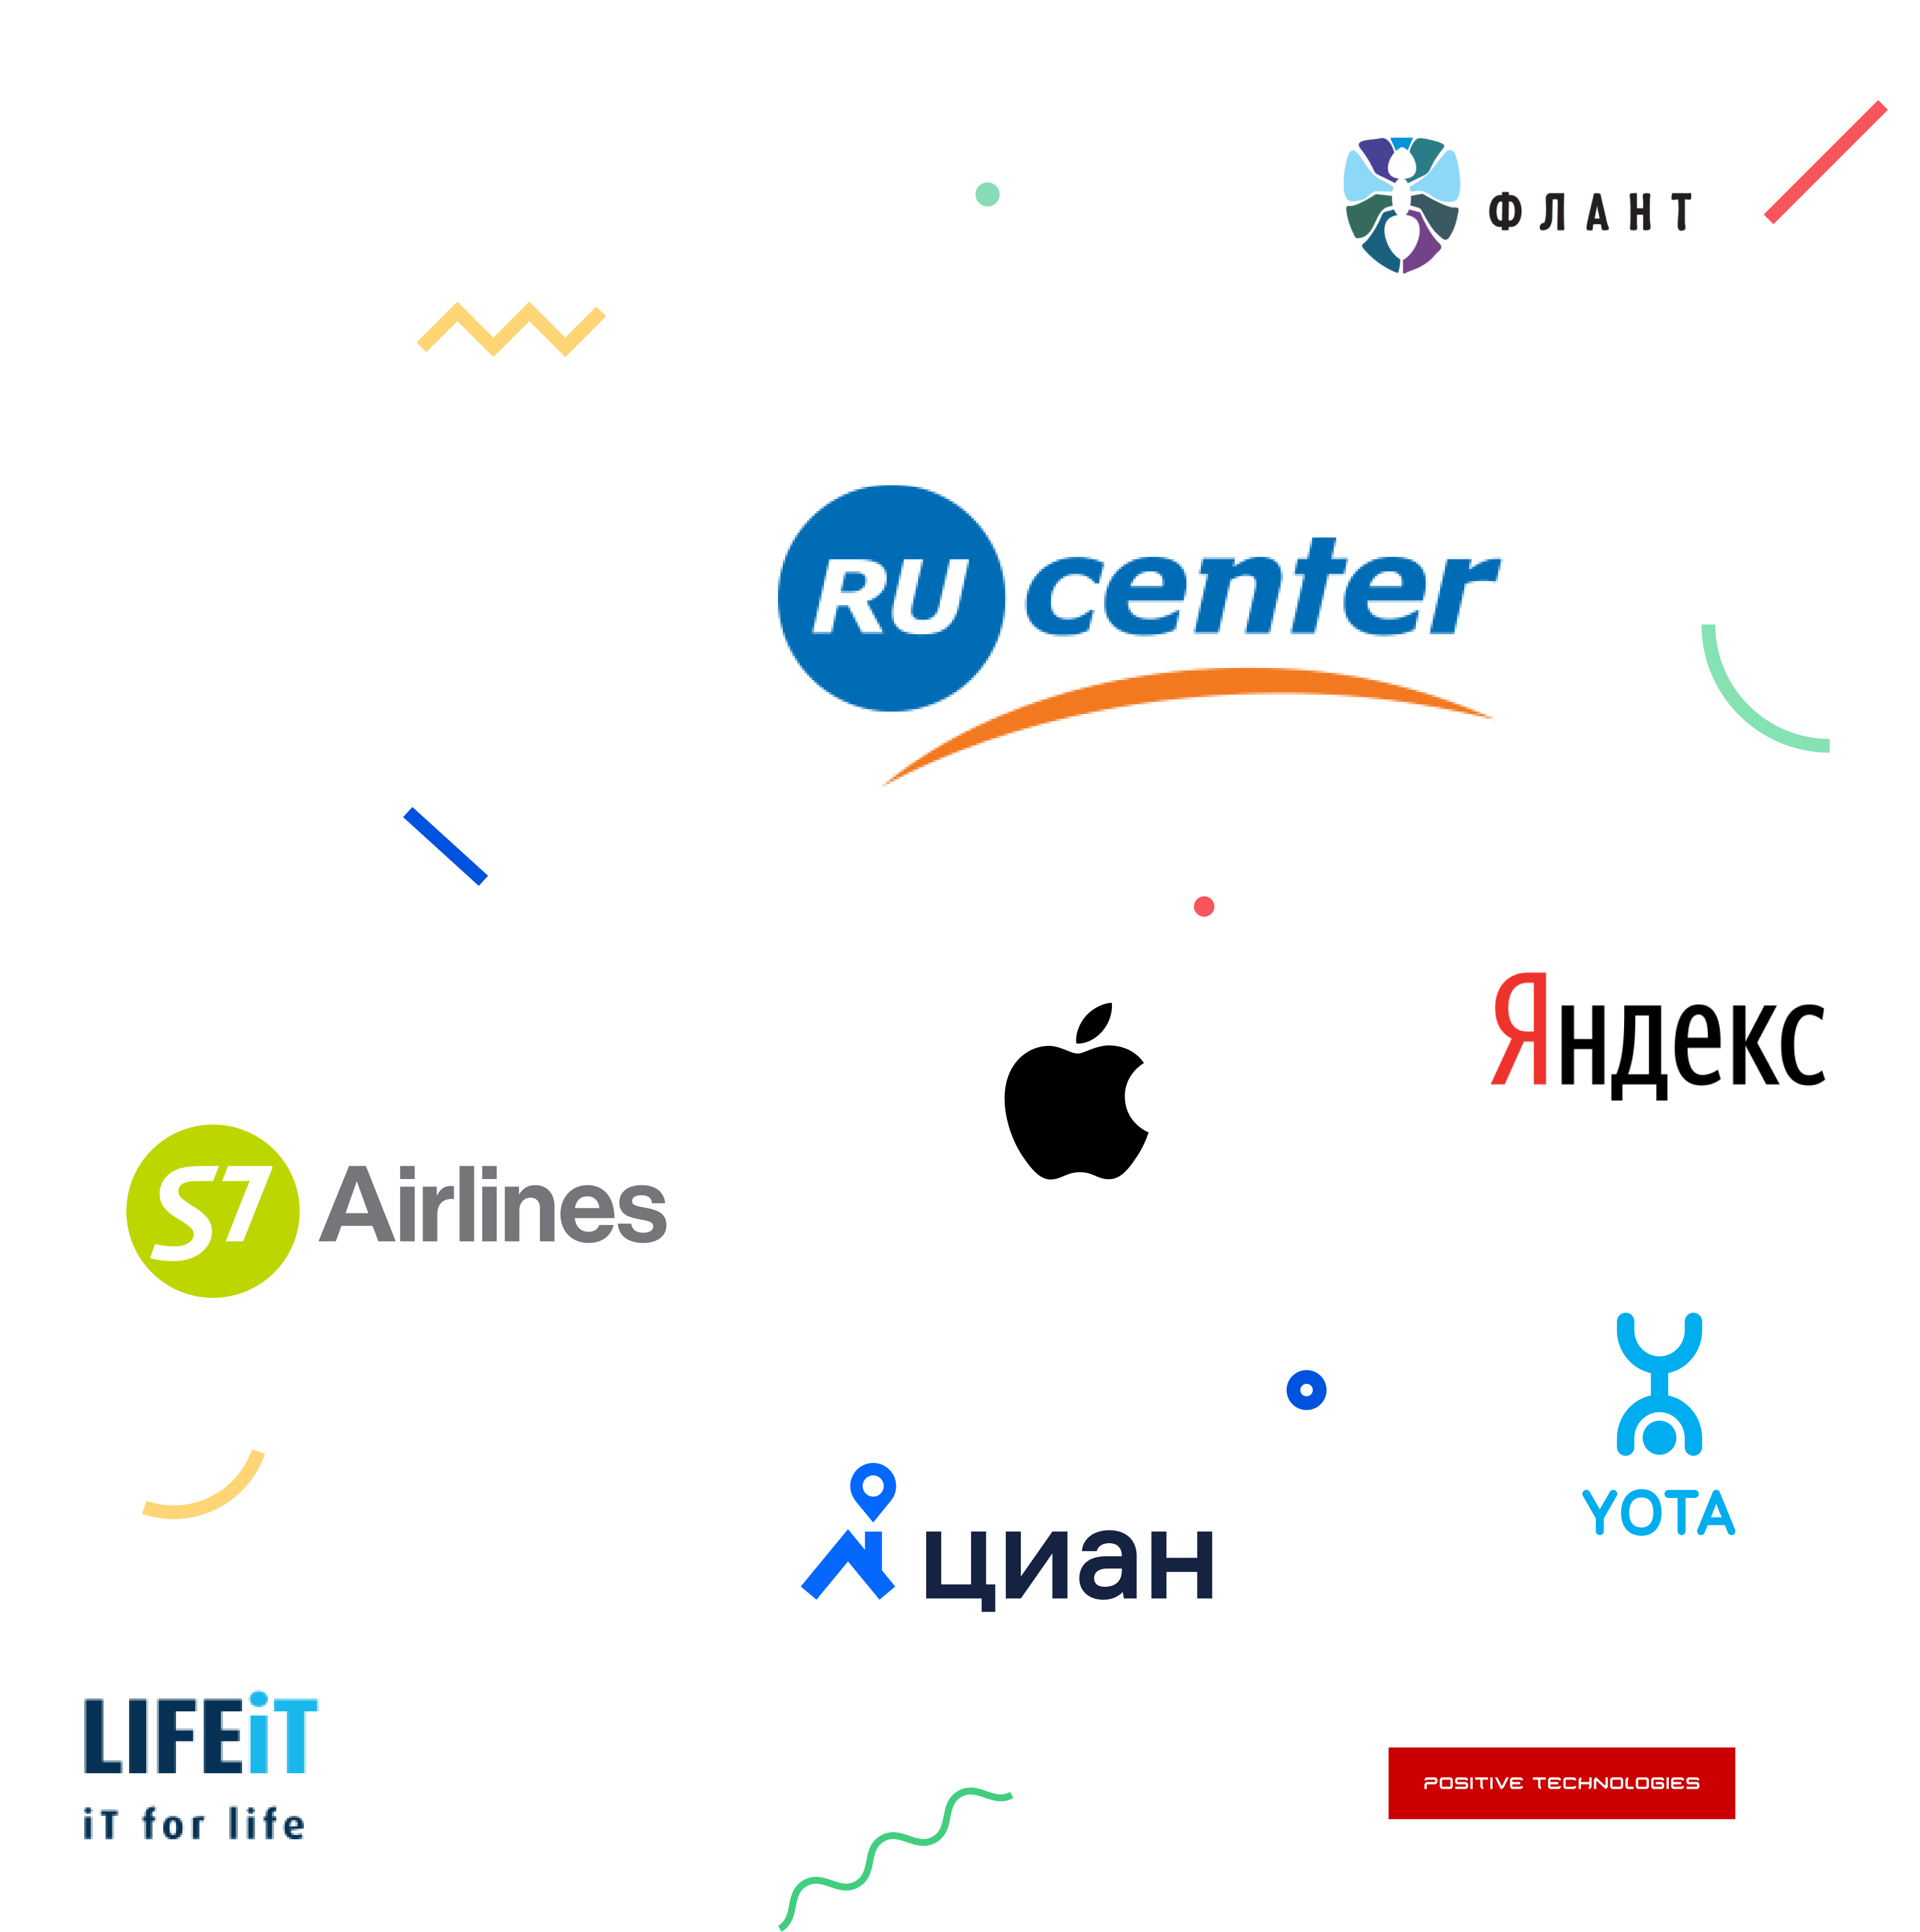 ФЛАНТ
RU center
Яндекс
S7 Airlines
YOTA
циан
LIFEiT
iT for life
POSITIVE TECHNOLOGIES